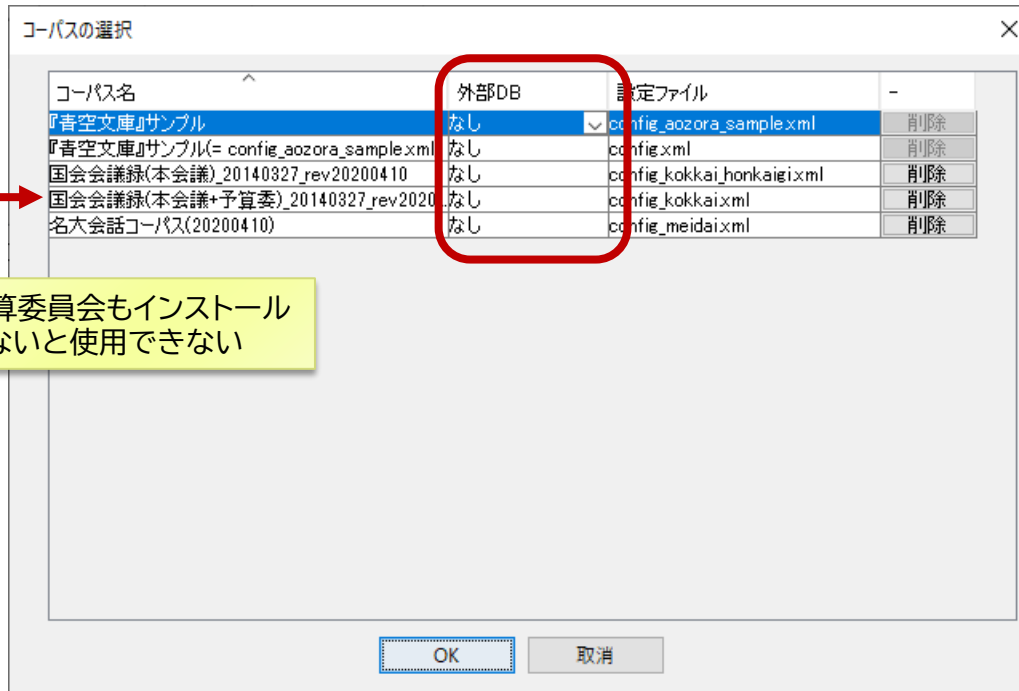 コーパスの選択
コーパス名 外部DB 設定ファイル -
『青空文庫』サンプル なし config_aozora_sample.xml 削除
『青空文庫』サンプル(= config_aozora_sample.xml) なし config.xml 削除
国会会議録(本会議)_20140327_rev20200410 なし config_kokkai_honkaigi.xml 削除
国会会議録(本会議+予算委)_20140327_rev2020... なし config_kokkai.xml 削除
名大会話コーパス(20200410) なし config_meidai.xml 削除
算委員会もインストール
ないと使用できない
OK 取消